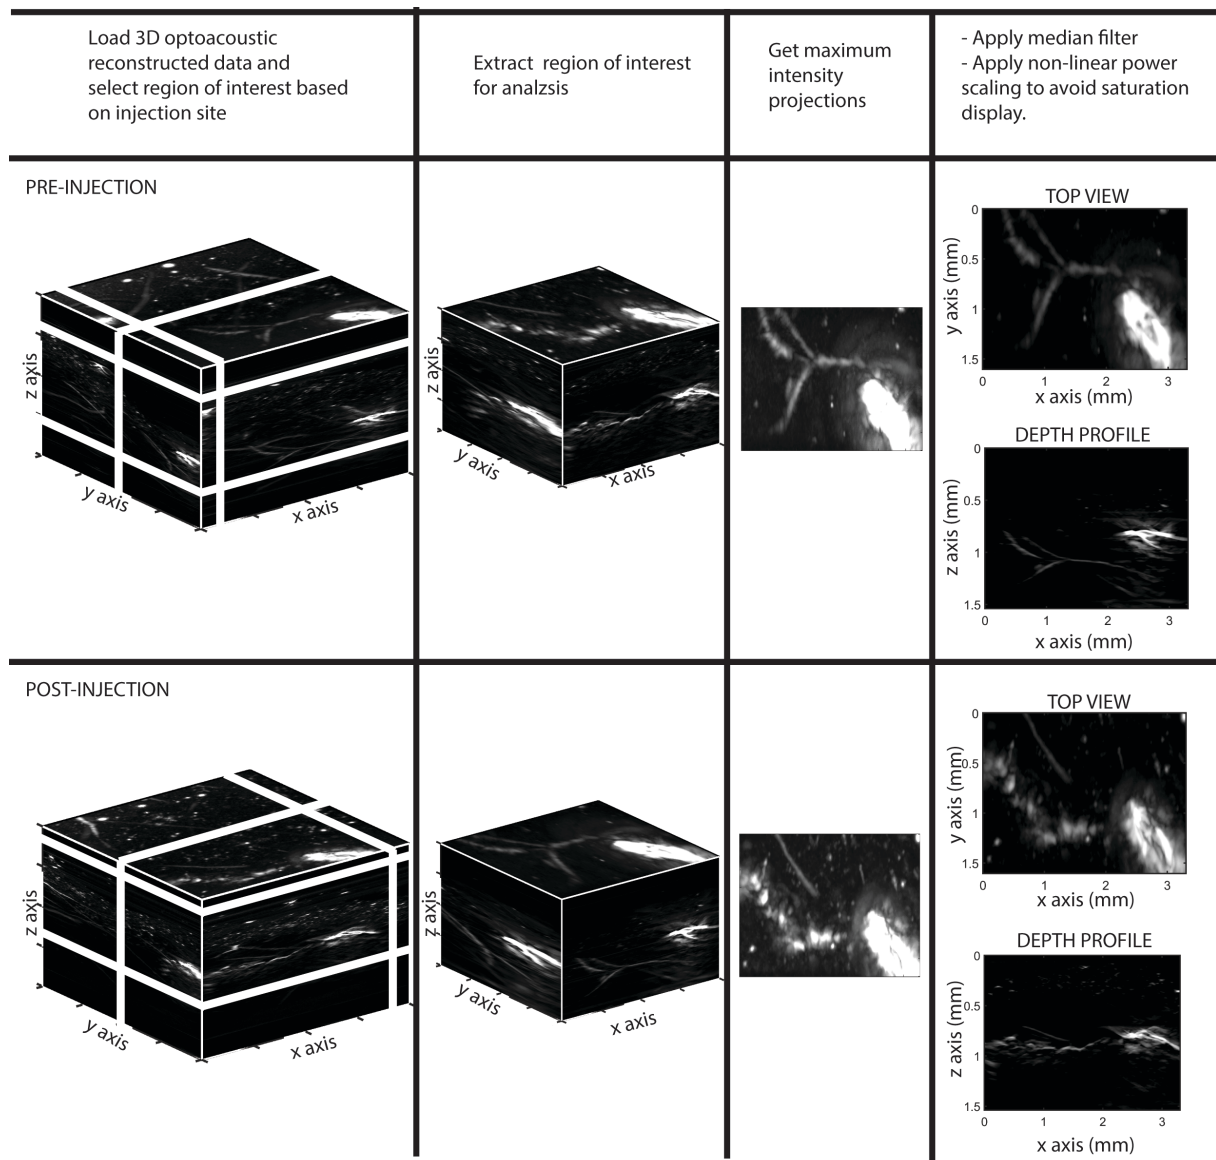 Load 3D optoacoustic
reconstructed data and
select region of interest based
on injection site
Extract region of interest
for analzsis
Get maximum
intensity
projections
- Apply median filter
- Apply non-linear power
scaling to avoid saturation
display.
PRE-INJECTION
z axis
y axis
x axis
z axis
y axis
x axis
TOP VIEW
0
0.5
1
1.5
y axis (mm)
0 1 2 3
x axis (mm)
DEPTH PROFILE
0
0.5
1
1.5
z axis (mm)
0 1 2 3
x axis (mm)
POST-INJECTION
z axis
y axis
x axis
z axis
y axis
x axis
TOP VIEW
0
0.5
1
1.5
y axis (mm)
0 1 2 3
x axis (mm)
DEPTH PROFILE
0
0.5
1
1.5
z axis (mm)
0 1 2 3
x axis (mm)